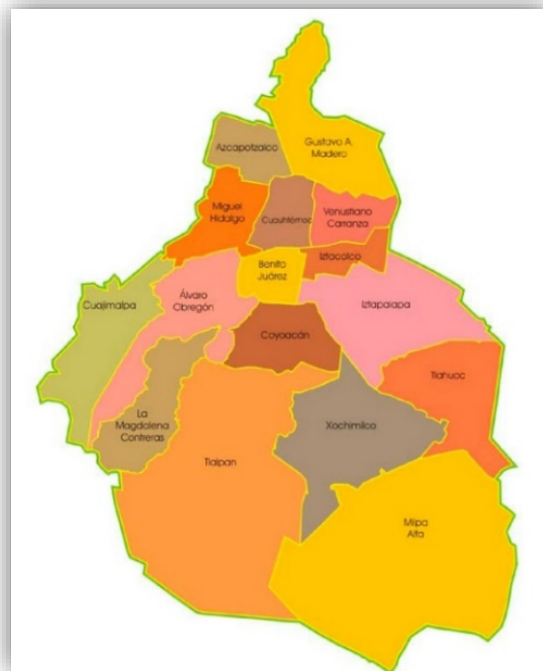 Azcapotzalco
Gustavo A.
Madero
Miguel
Hidalgo
Cuauhtémoc
Venustiano
Carranza
Iztacalco
Benito
Juárez
Cuajimalpa
Álvaro
Obregón
Iztapalapa
Coyoacán
Tlahuac
La
Magdalena
Contreras
Xochimilco
Tlalpan
Milpa
Alta